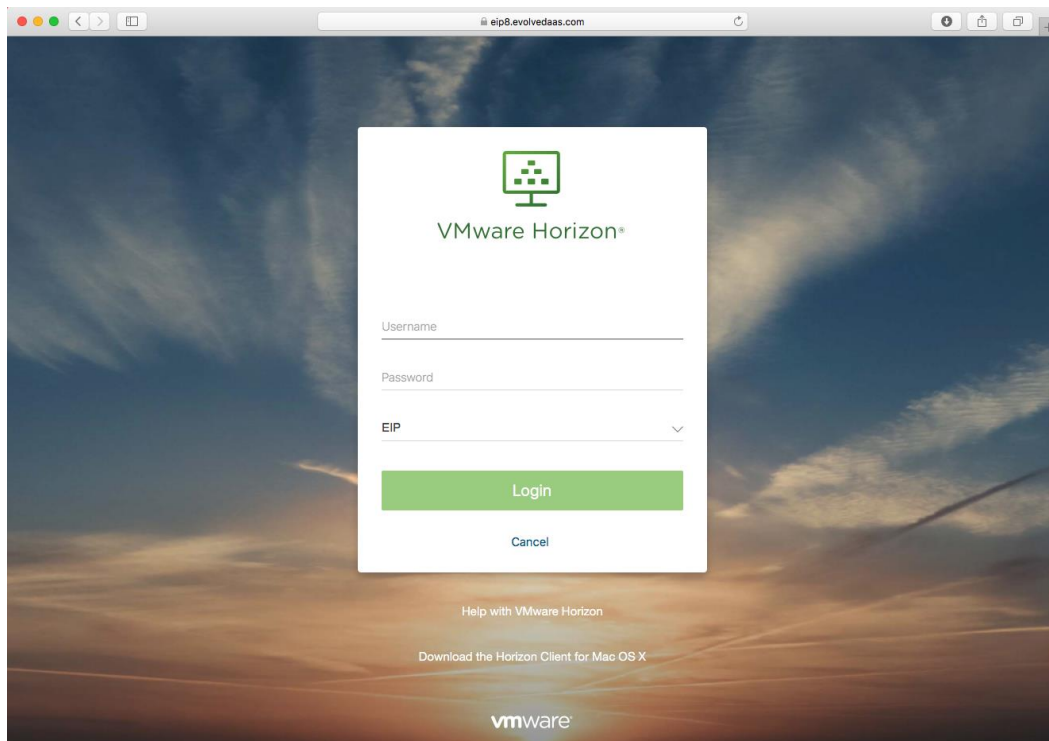 eip8.evolvedaas.com
VMware Horizon®
Username
Password
EIP
Login
Cancel
Help with VMware Horizon
Download the Horizon Client for Mac OS X
vmware®